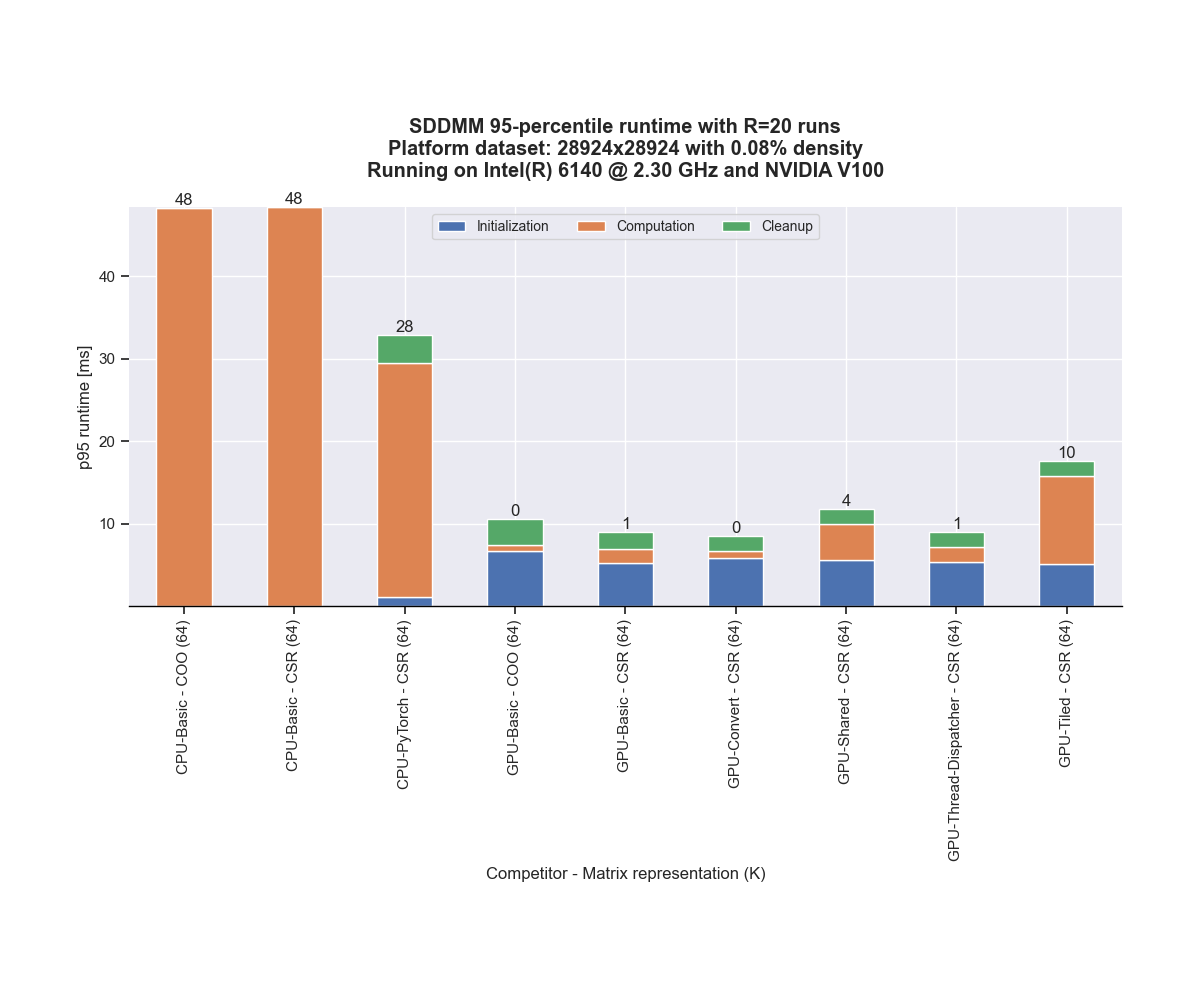 SDDMM 95-percentile runtime with R=20 runs
Platform dataset: 28924x28924 with 0.08% density
Running on Intel(R) 6140 @ 2.30 GHz and NVIDIA V100
48
48
28
0
1
0
4
1
10
Initialization
Computation
Cleanup
40
30
20
10
p95 runtime [ms]
CPU-Basic - COO (64)
CPU-Basic - CSR (64)
CPU-PyTorch - CSR (64)
GPU-Basic - COO (64)
GPU-Basic - CSR (64)
GPU-Convert - CSR (64)
GPU-Shared - CSR (64)
GPU-Thread-Dispatcher - CSR (64)
GPU-Tiled - CSR (64)
Competitor - Matrix representation (K)